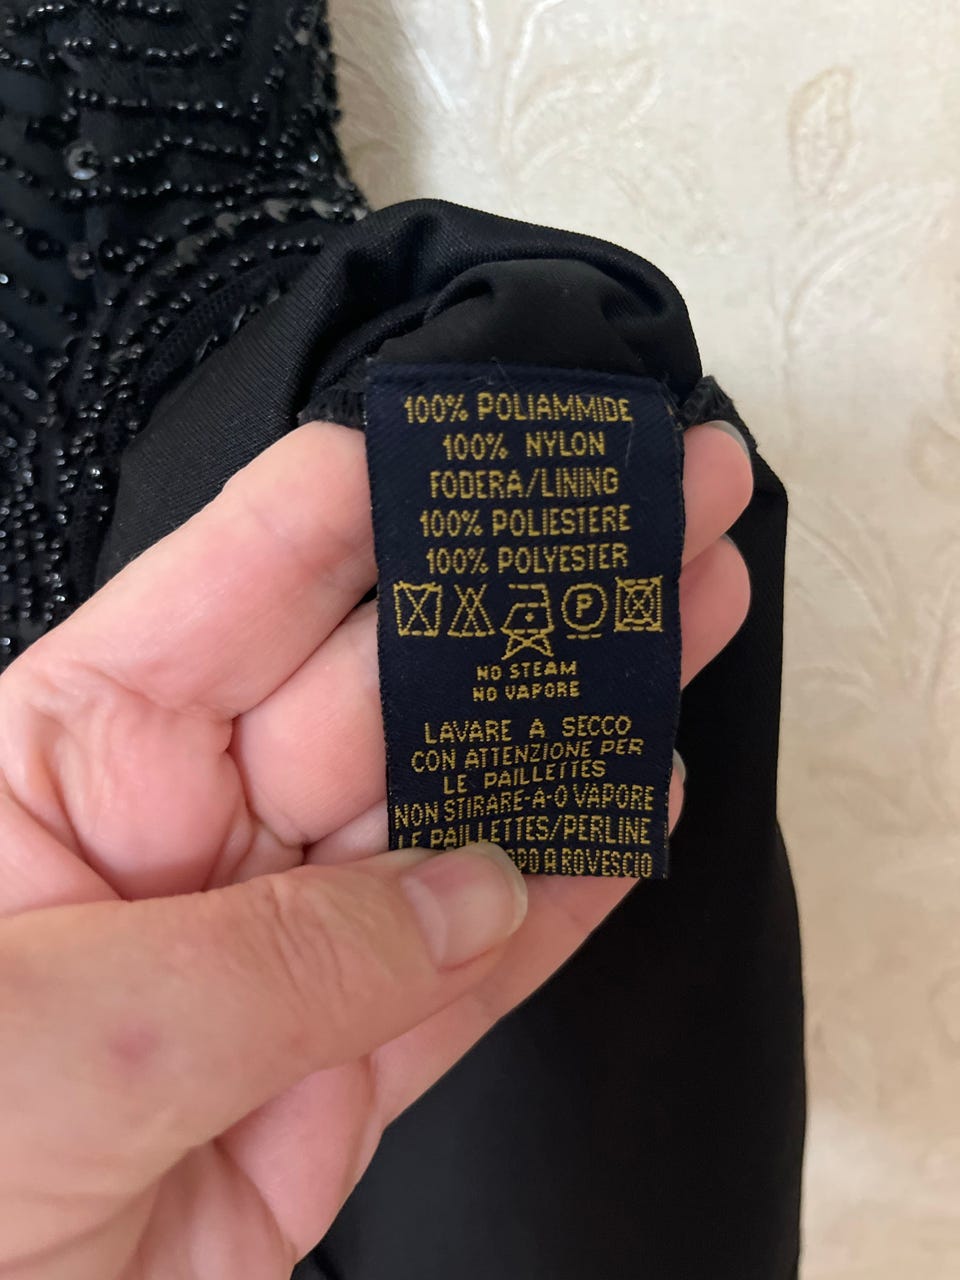 100% POLIAMMIDE
100% NYLON
FODERA/LINING
100% POLIESTERE
100% POLYESTER
P
NO STEAM
NO VAPORE
LAVARE A SECCO
CON ATTENZIONE PER
LE PAILLETTES
NON STIRARE-A-O VAPORE
LE PAILLETTES/PERLINE
A ROVESCIO